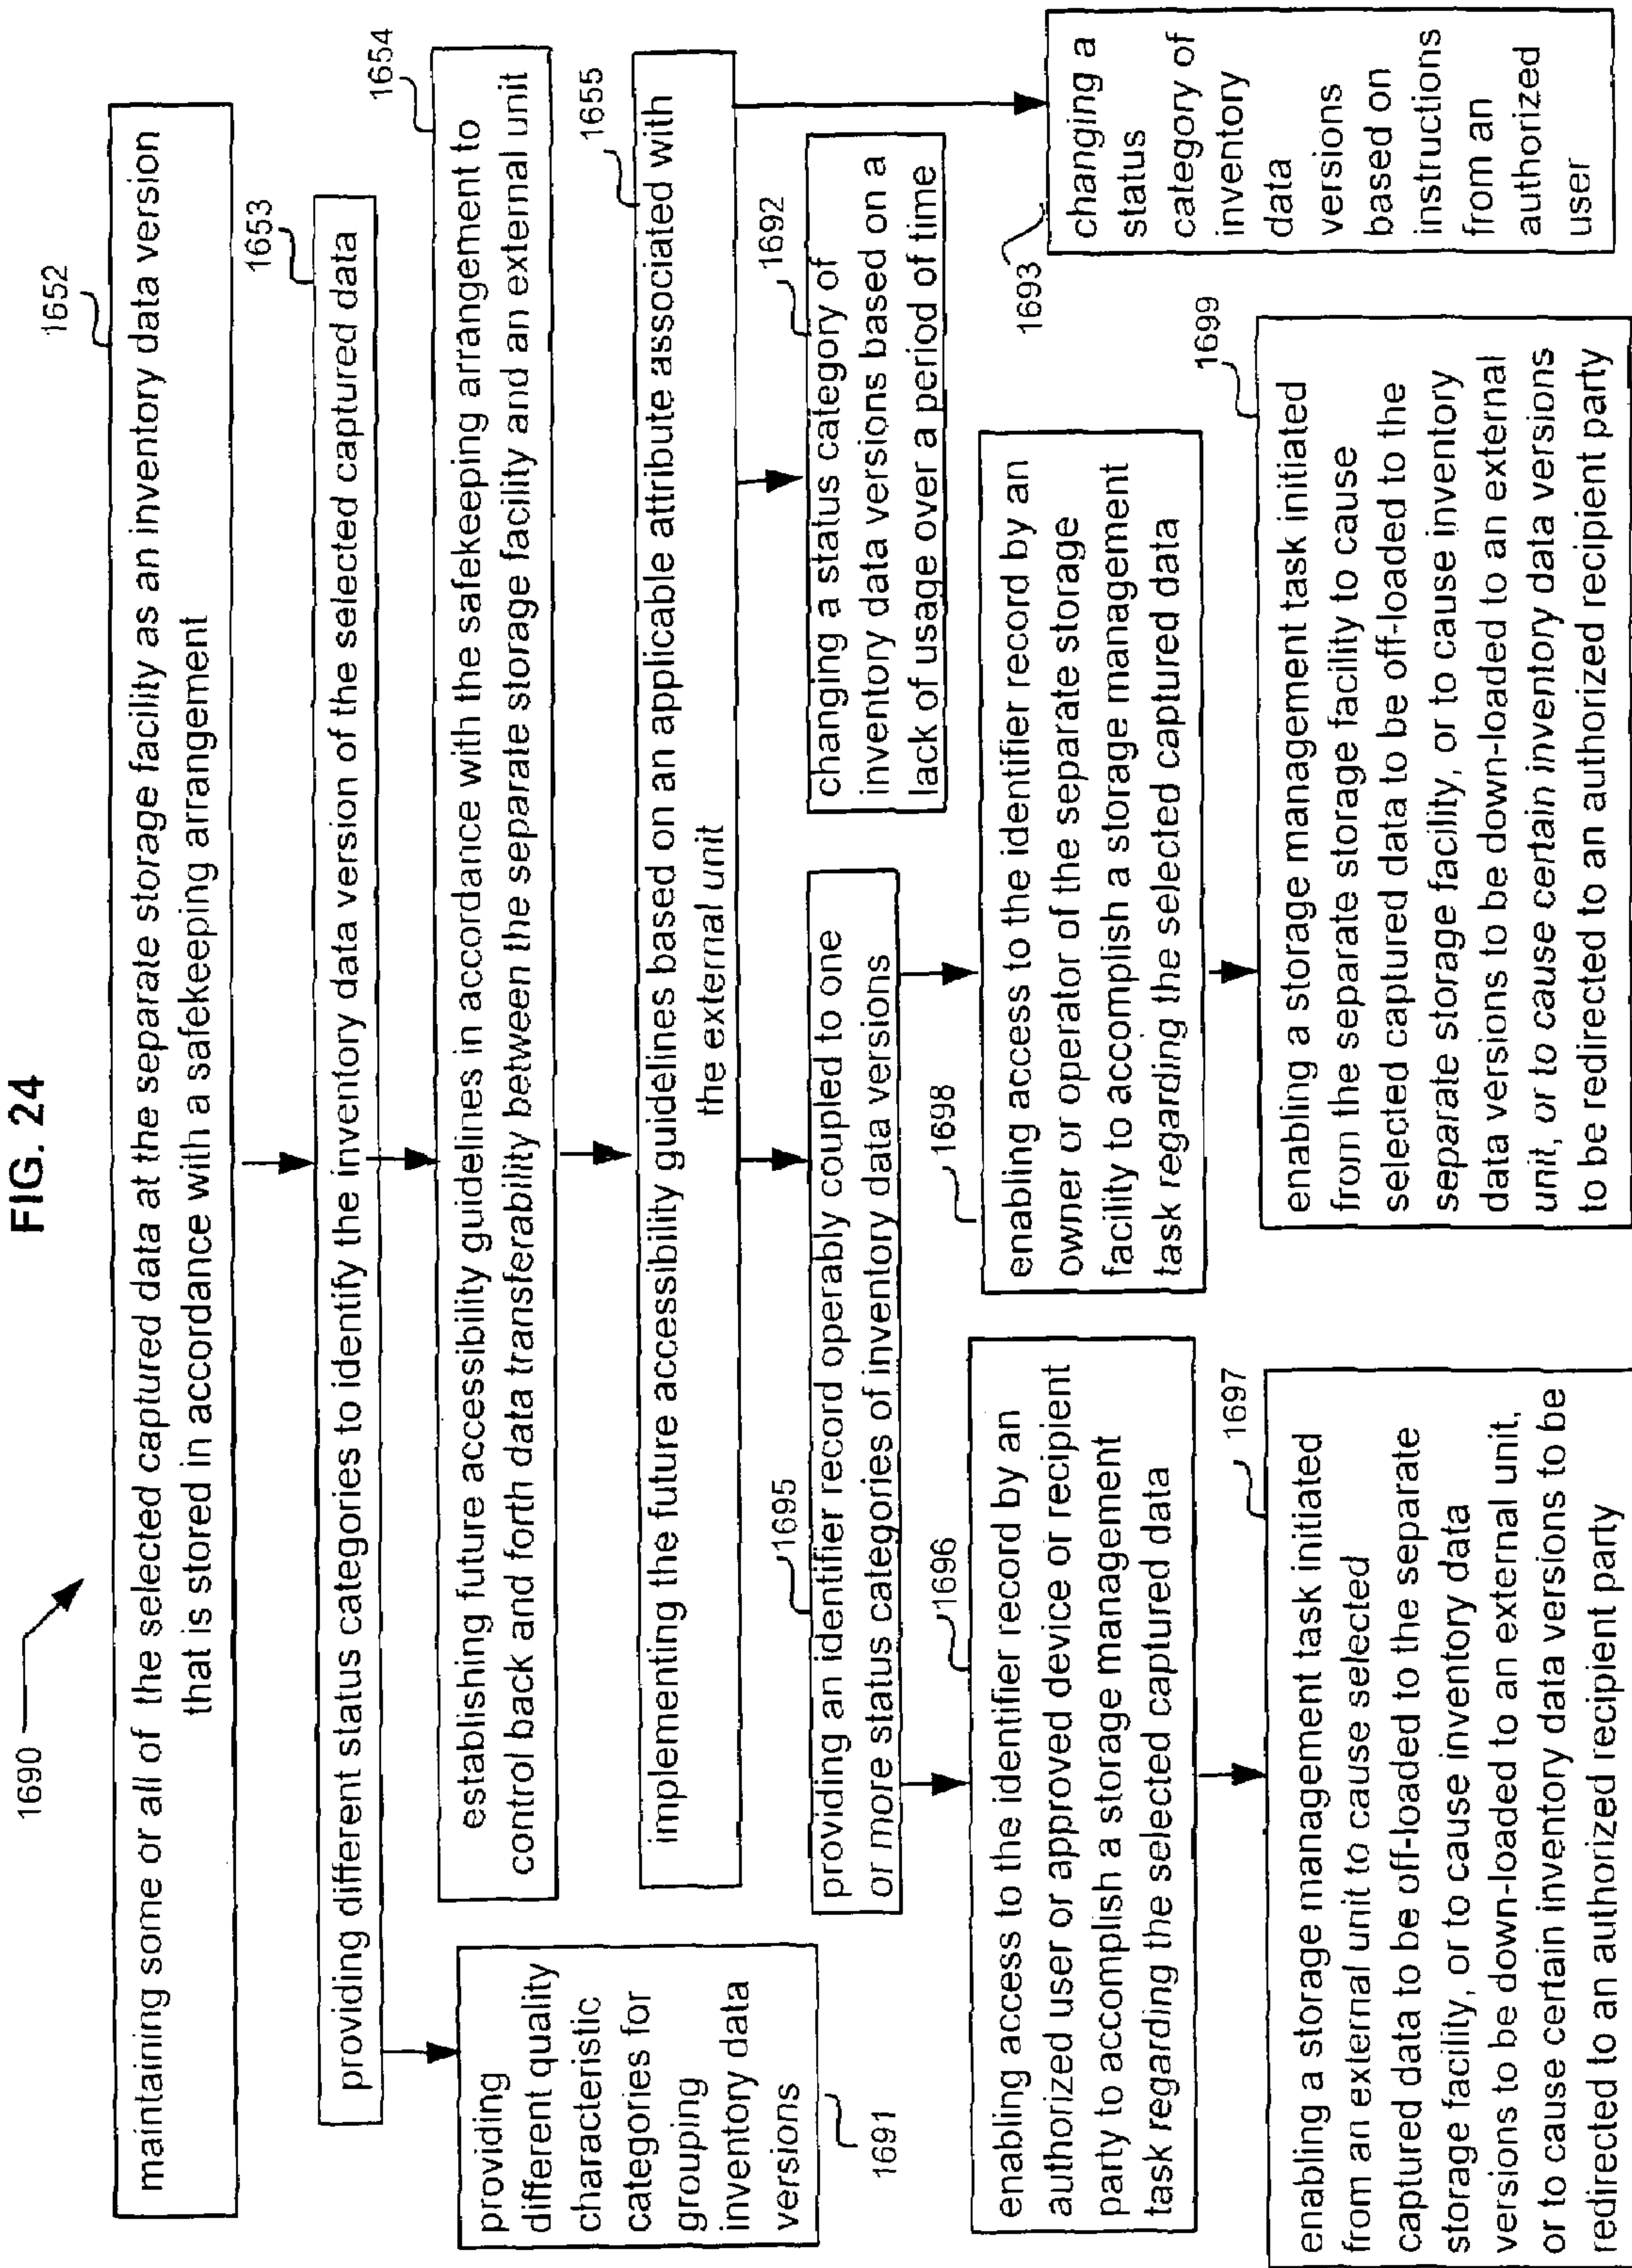 FIG. 24
1690
1652
maintaining some or all of the selected captured data at the separate storage facility as an inventory data version
that is stored in accordance with a safekeeping arrangement
1653
providing different status categories to identify the inventory data version of the selected captured data
1654
establishing future accessibility guidelines in accordance with the safekeeping arrangement to
control back and forth data transferability between the separate storage facility and an external unit
providing
different quality
characteristic
categories for
grouping
inventory data
versions
1691
1655
implementing the future accessibility guidelines based on an applicable attribute associated with
the external unit
1695
providing an identifier record operably coupled to one
or more status categories of inventory data versions
1692
changing a status category of
inventory data versions based on a
lack of usage over a period of time
1693
changing a
status
category of
inventory
data
versions
based on
instructions
from an
authorized
user
1696
enabling access to the identifier record by an
authorized user or approved device or recipient
party to accomplish a storage management
task regarding the selected captured data
1698
enabling access to the identifier record by an
owner or operator of the separate storage
facility to accomplish a storage management
task regarding the selected captured data
1697
enabling a storage management task initiated
from an external unit to cause selected
captured data to be off-loaded to the separate
storage facility, or to cause inventory data
versions to be down-loaded to an external unit,
or to cause certain inventory data versions to be
redirected to an authorized recipient party
1699
enabling a storage management task initiated
from the separate storage facility to cause
selected captured data to be off-loaded to the
separate storage facility, or to cause inventory
data versions to be down-loaded to an external
unit, or to cause certain inventory data versions
to be redirected to an authorized recipient party